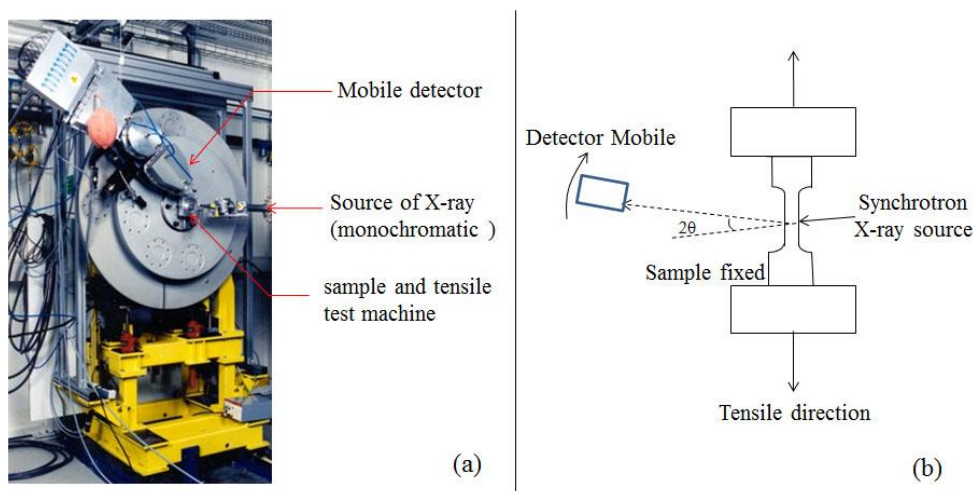 Mobile detector
Source of X-ray
(monochromatic )
sample and tensile
test machine
(a)
Detector Mobile
2θ
Synchrotron
X-ray source
Sample fixed
Tensile direction
(b)